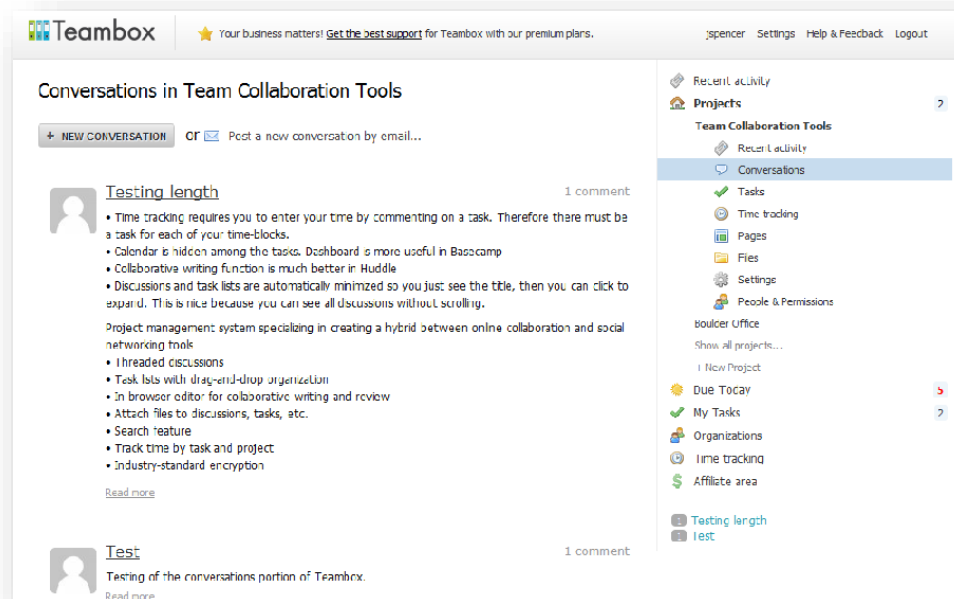 Teambox
Your business matters! Get the best support for Teambox with our premium plans.
jspencer Settings Help & Feedback Logout
Conversations in Team Collaboration Tools
+ NEW CONVERSATION or Post a new conversation by email...
Testing length
1 comment
• Time tracking requires you to enter your time by commenting on a task. Therefore there must be
a task for each of your time-blocks.
• Calendar is hidden among the tasks. Dashboard is more useful in Basecamp
• Collaborative writing function is much better in Huddle
• Discussions and task lists are automatically minimized so you just see the title, then you can click to
expand. This is nice because you can see all discussions without scrolling.
Project management system specializing in creating a hybrid between online collaboration and social
networking tools
• Threaded discussions
• Task lists with drag-and-drop organization
• In browser editor for colaborative writing and review
• Attach files to discussions, tasks, etc.
• Search feature
• Track time by task and project
• Industry-standard encryption
Read more
Test
1 comment
Testing of the conversations portion of Teambox.
Read more
Recent activity
Projects 2
Team Collaboration Tools
Recent activity
Conversations
Tasks
Time tracking
Pages
Files
Settings
People & Permissions
Boulder Office
Show all projects...
+ New Project
Due Today 5
My Tasks 2
Organizations
Time tracking
Affiliate area
Testing length
Test